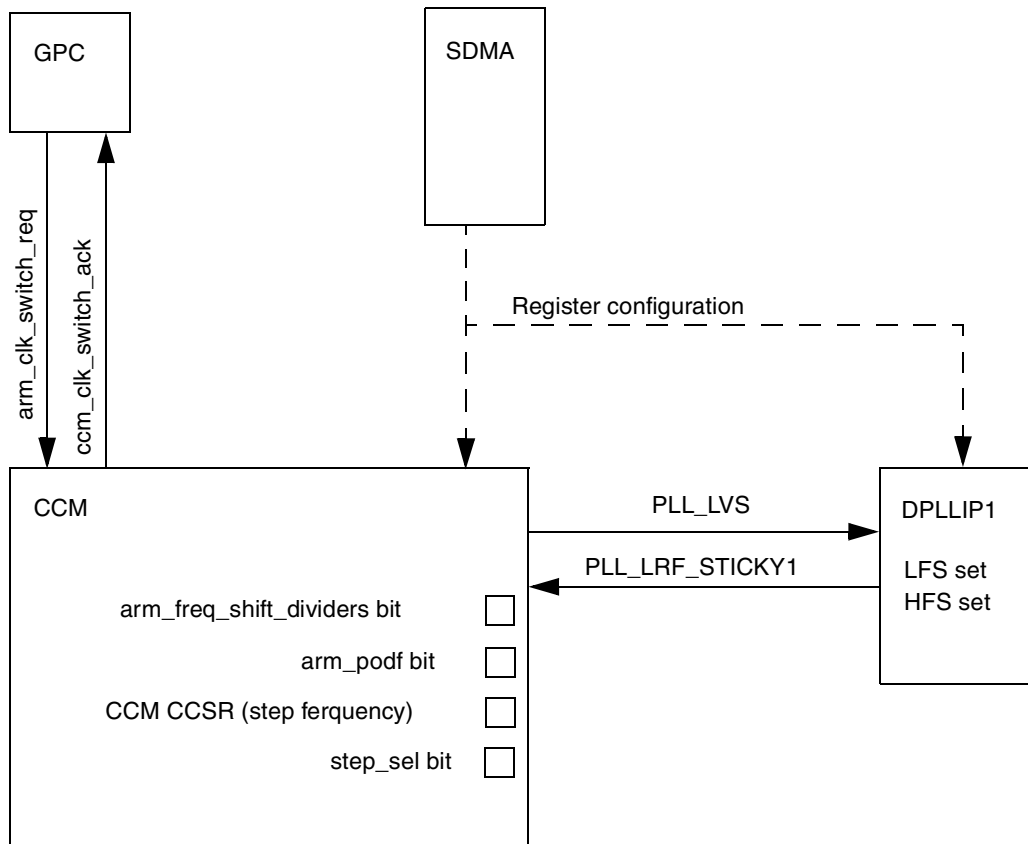 GPC
SDMA
arm_clk_switch_req
ccm_clk_switch_ack
Register configuration
CCM
PLL_LVS
DPLLIP1
PLL_LRF_STICKY1
LFS set
HFS set
arm_freq_shift_dividers bit
arm_podf bit
CCM CCSR (step ferquency)
step_sel bit